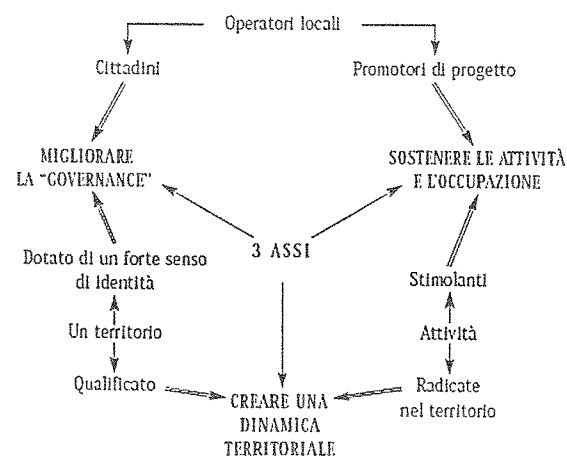 Operatori locali
Cittadini
Promotori di progetto
MIGLIORARE
LA "GOVERNANCE"
SOSTENERE LE ATTIVITÀ
E L'OCCUPAZIONE
3 ASSI
Dotato di un forte senso
di identità
Stimolanti
Un territorio
Attività
Qualificato
Radicate
nel territorio
CREARE UNA
DINAMICA
TERRITORIALE